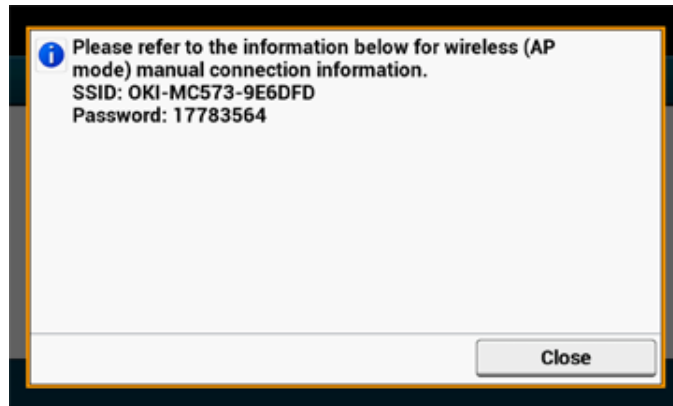 Please refer to the information below for wireless (AP
mode) manual connection information.
SSID: OKI-MC573-9E6DFD
Password: 17783564
Close